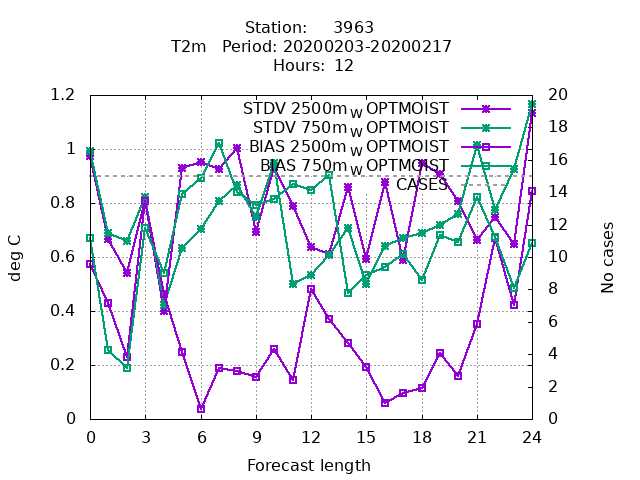 Station:     3963
T2m   Period: 20200203-20200217
Hours:  12
1.2
1
0.8
0.6
0.4
0.2
0
20
18
16
14
12
10
8
6
4
2
0
STDV 2500m_W OPTMOIST
STDV 750m_W OPTMOIST
BIAS 2500m_W OPTMOIST
BIAS 750m_W OPTMOIST
CASES
deg C
No cases
0 3 6 9 12 15 18 21 24
Forecast length